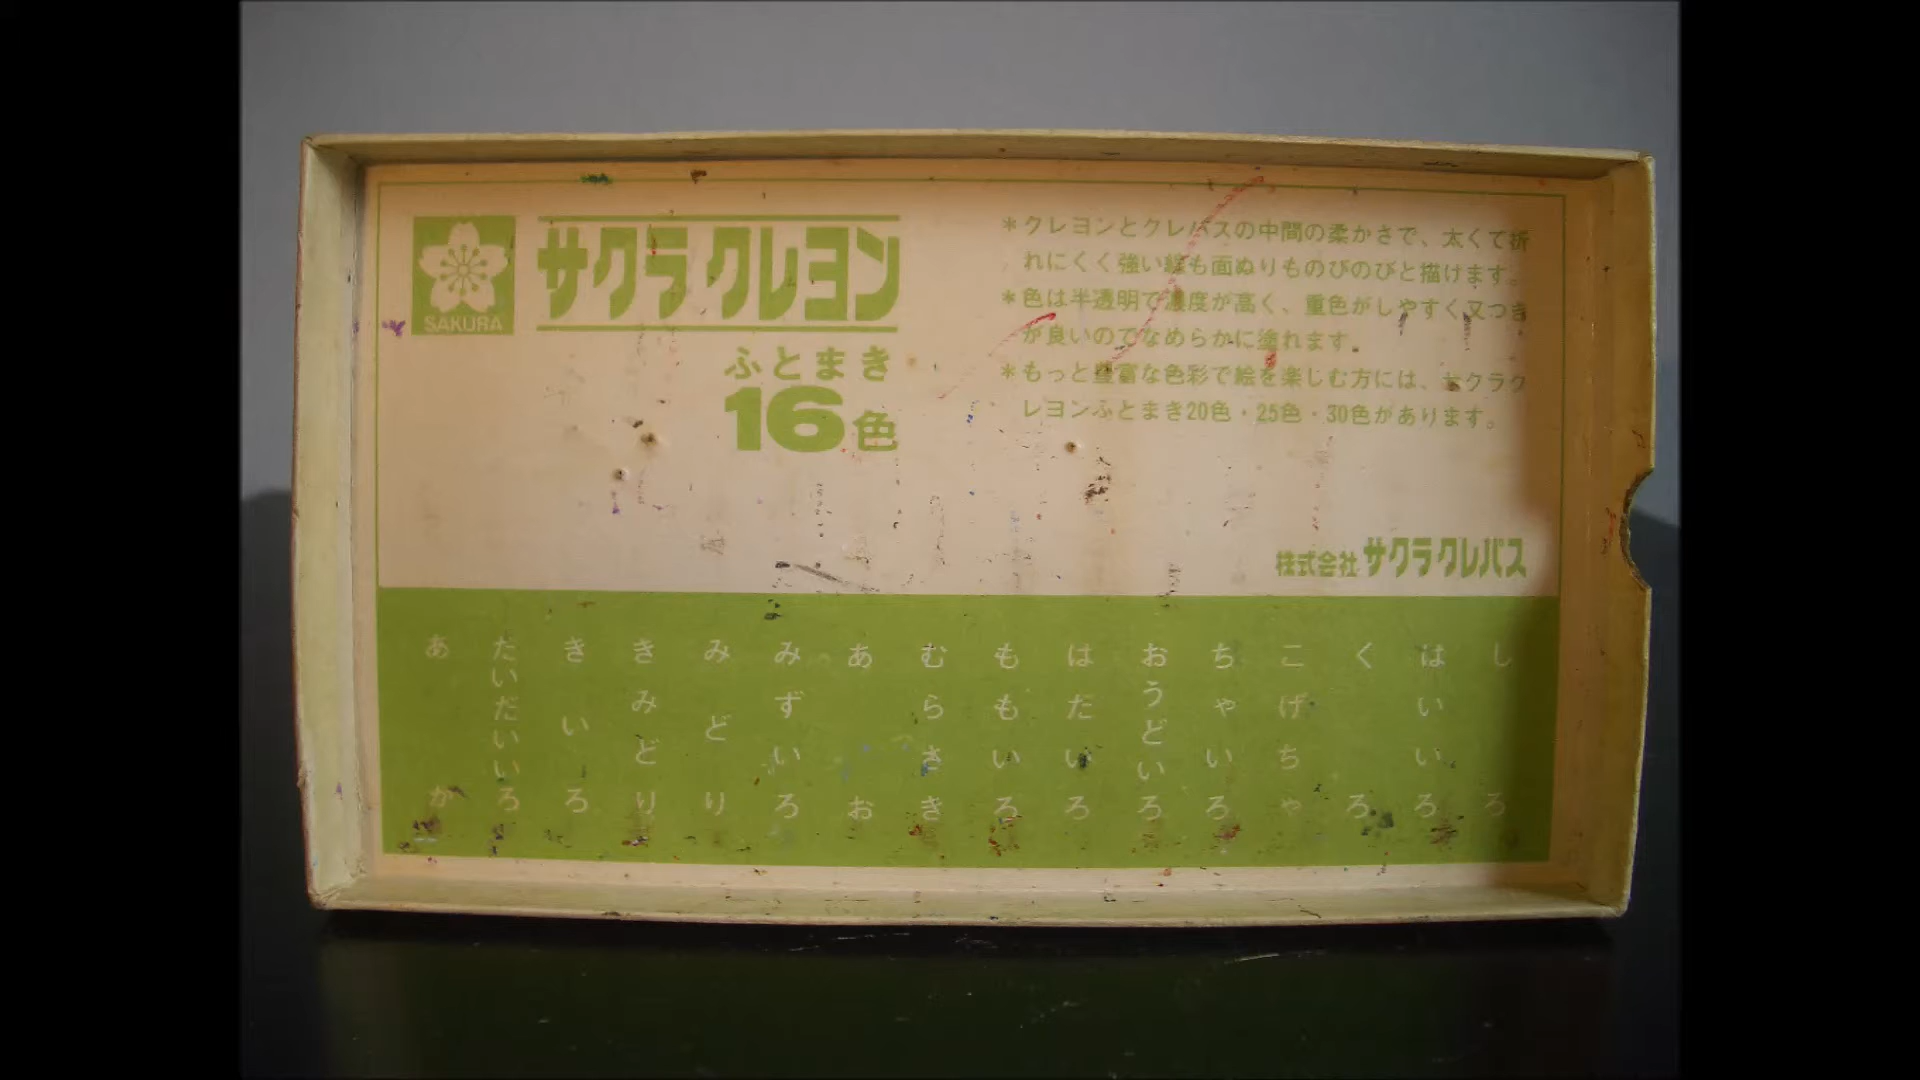 SAKURA
サクラクレヨン
ふとまき
16色
*クレヨンとクレパスの中間の柔かさで、太くて折
れにくく強い線も面ぬりものびのびと描けます。
*色は半透明で濃度が高く、重色がしやすく又つき
が良いのでなめらかに塗れます。
*もっと豊富な色彩で絵を楽しむ方には、サクラク
レヨンふとまき20色・25色・30色があります。
株式会社サクラクレパス
あか
だいだいいろ
きいろ
きみどり
みどり
みずいろ
あお
むらさき
ももいろ
はだいろ
おうどいろ
ちゃいろ
こげちゃ
くろ
はいいろ
しろ